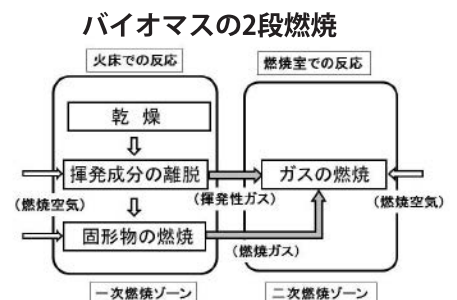 バイオマスの2段燃焼
火床での反応
燃焼室での反応
乾 燥
揮発成分の離脱
ガスの燃焼
(燃焼空気)
(揮発性ガス)
(燃焼空気)
固形物の燃焼
(燃焼ガス)
一次燃焼ゾーン
二次燃焼ゾーン